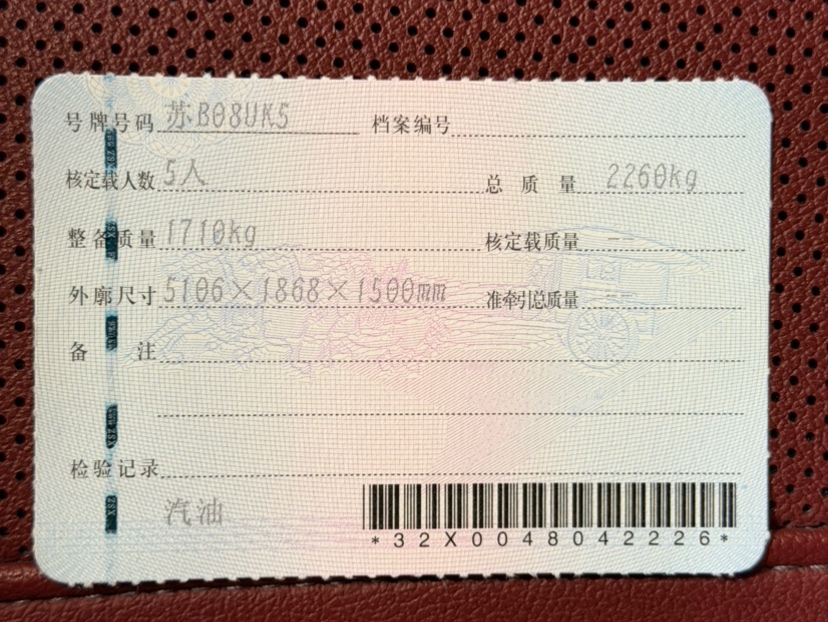 号牌号码 苏B08UK5 档案编号
核定载人数 5人 总质量 2260kg
整备质量 1710kg 核定载质量 --
外廓尺寸 5106×1868×1500mm 准牵引总质量 --
备注
检验记录
汽油
*32X0048042226*